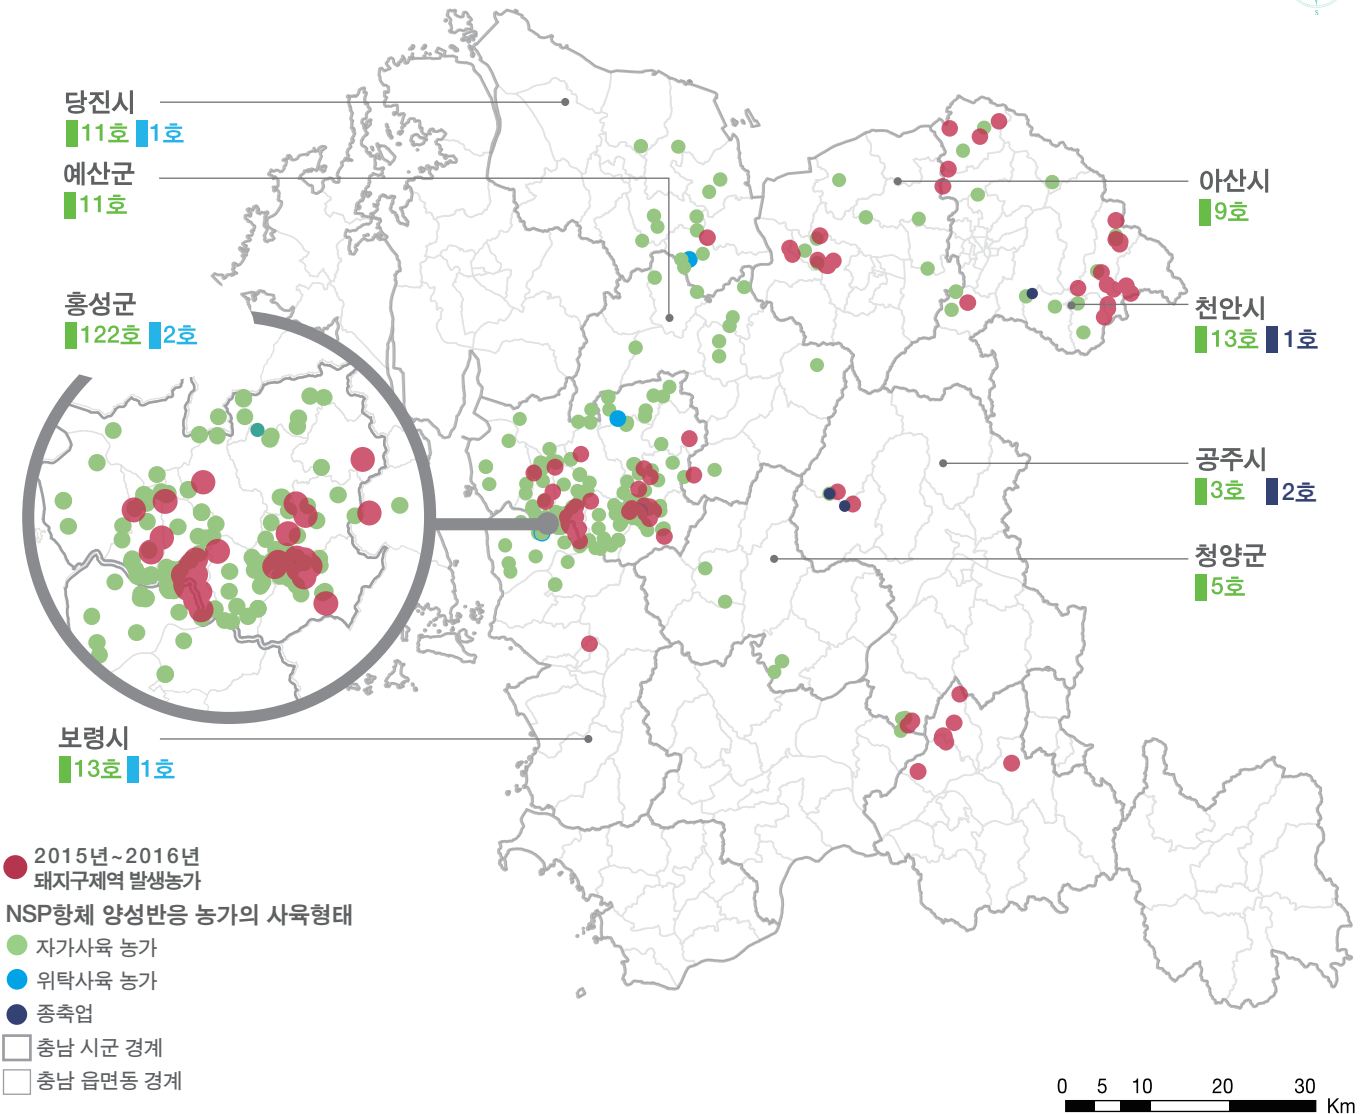 S
당진시
11호 1호
예산군
11호
홍성군
122호 2호
보령시
13호 1호
아산시
9호
천안시
13호 1호
공주시
3호 2호
청양군
5호
2015년~2016년
돼지구제역 발생농가
NSP항체 양성반응 농가의 사육형태
자가사육 농가
위탁사육 농가
종축업
충남 시군 경계
충남 읍면동 경계
0 5 10 20 30
Km